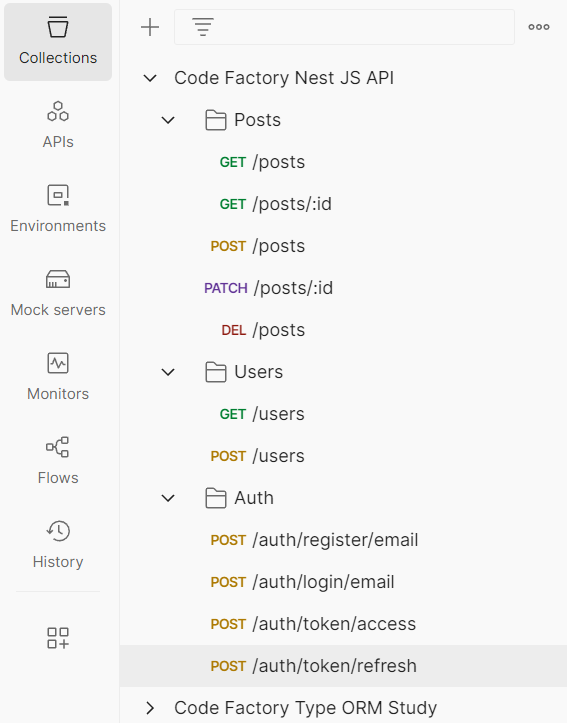 Collections
APIs
Environments
Mock servers
Monitors
Flows
History
Code Factory Nest JS API
Posts
GET /posts
GET /posts/:id
POST /posts
PATCH /posts/:id
DEL /posts
Users
GET /users
POST /users
Auth
POST /auth/register/email
POST /auth/login/email
POST /auth/token/access
POST /auth/token/refresh
Code Factory Type ORM Study